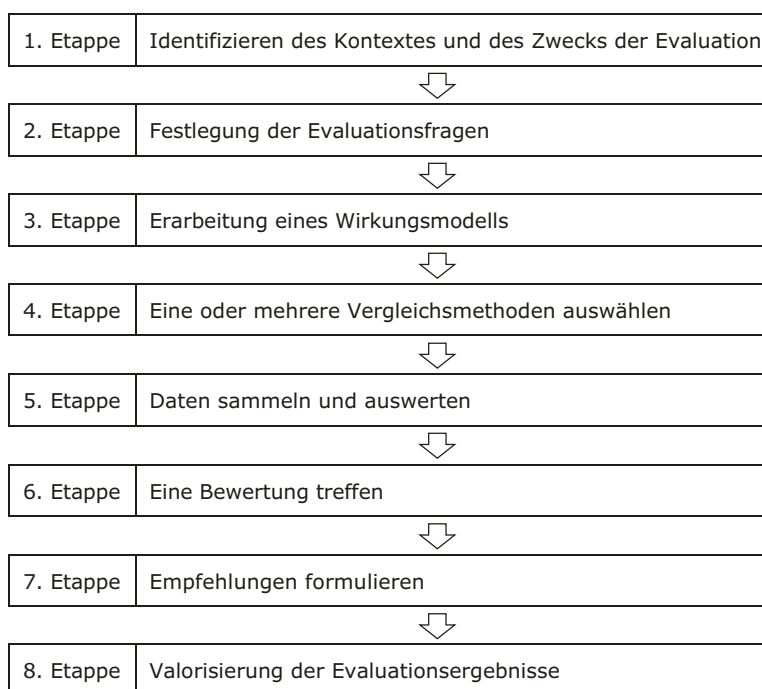 1. Etappe Identifizieren des Kontextes und des Zwecks der Evaluation
2. Etappe Festlegung der Evaluationsfragen
3. Etappe Erarbeitung eines Wirkungsmodells
4. Etappe Eine oder mehrere Vergleichsmethoden auswählen
5. Etappe Daten sammeln und auswerten
6. Etappe Eine Bewertung treffen
7. Etappe Empfehlungen formulieren
8. Etappe Valorisierung der Evaluationsergebnisse